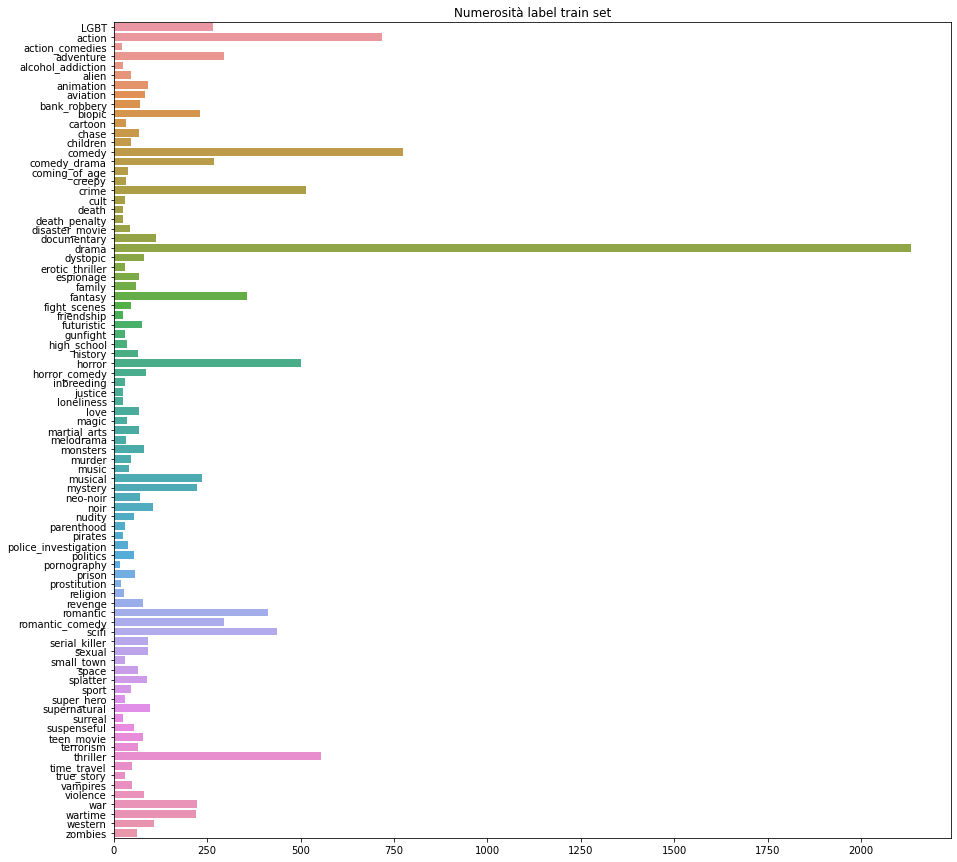 Numerosità label train set
LGBT
action
action_comedies
adventure
alcohol_addiction
alien
animation
aviation
bank_robbery
biopic
cartoon
chase
children
comedy
comedy_drama
coming_of_age
creepy
crime
cult
death
death_penalty
disaster_movie
documentary
drama
dystopic
erotic_thriller
espionage
family
fantasy
fight_scenes
friendship
futuristic
gunfight
high_school
history
horror
horror_comedy
inbreeding
justice
loneliness
love
magic
martial_arts
melodrama
monsters
murder
music
musical
mystery
neo-noir
noir
nudity
parenthood
pirates
police_investigation
politics
pornography
prison
prostitution
religion
revenge
romantic
romantic_comedy
scifi
serial_killer
sexual
small_town
space
splatter
sport
super_hero
supernatural
surreal
suspenseful
teen_movie
terrorism
thriller
time_travel
true_story
vampires
violence
war
wartime
western
zombies
0 250 500 750 1000 1250 1500 1750 2000